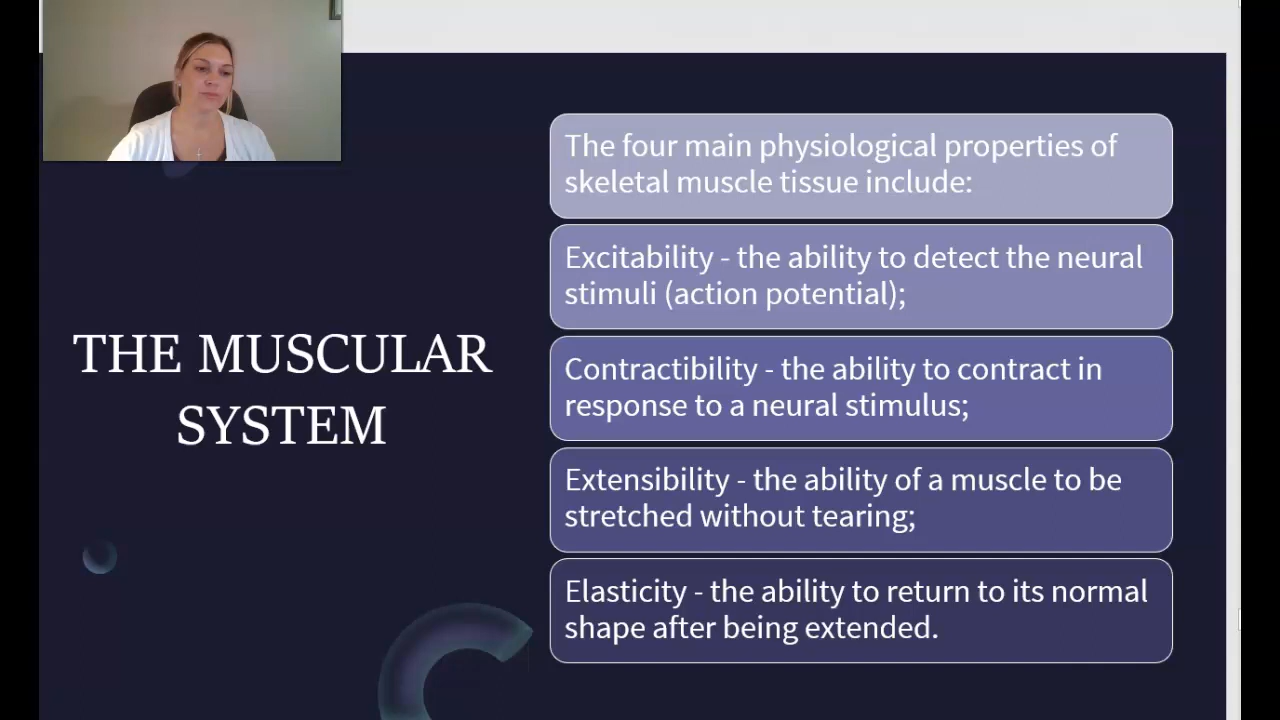 THE MUSCULAR
SYSTEM
The four main physiological properties of
skeletal muscle tissue include:
Excitability - the ability to detect the neural
stimuli (action potential);
Contractibility - the ability to contract in
response to a neural stimulus;
Extensibility - the ability of a muscle to be
stretched without tearing;
Elasticity - the ability to return to its normal
shape after being extended.